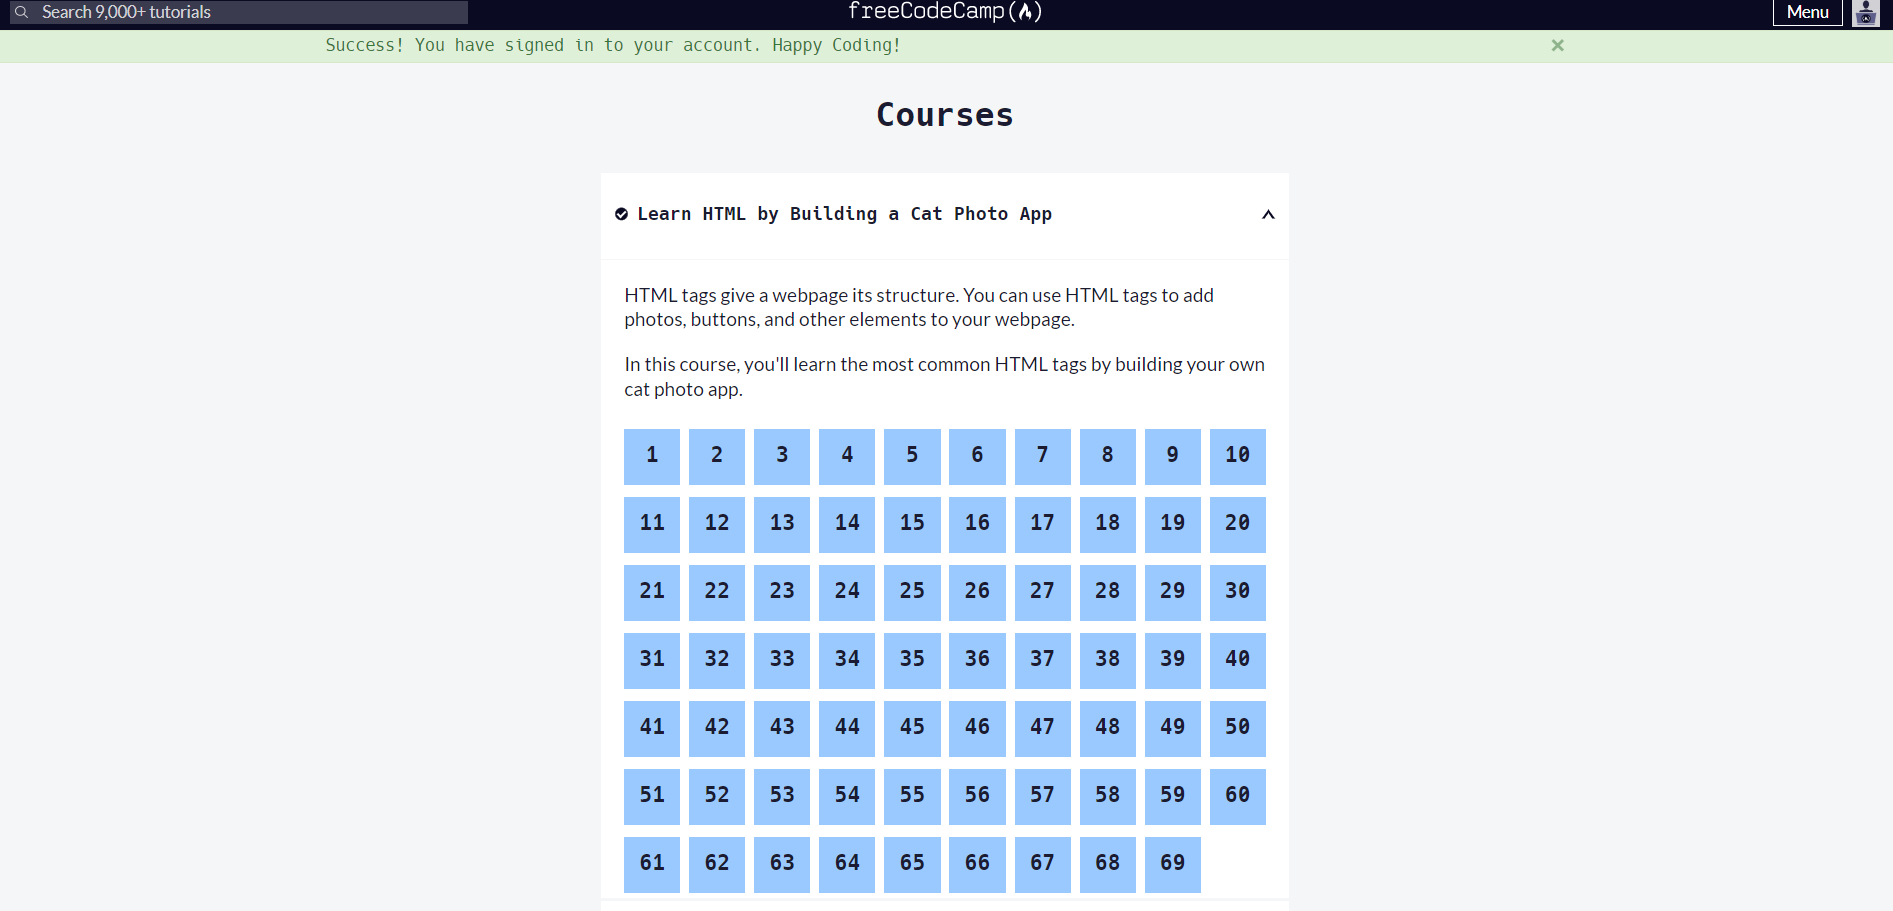 Search 9,000+ tutorials
freeCodeCamp(🔥)
Menu
Success! You have signed in to your account. Happy Coding!
×
Courses
Learn HTML by Building a Cat Photo App
HTML tags give a webpage its structure. You can use HTML tags to add
photos, buttons, and other elements to your webpage.
In this course, you'll learn the most common HTML tags by building your own
cat photo app.
1 2 3 4 5 6 7 8 9 10
11 12 13 14 15 16 17 18 19 20
21 22 23 24 25 26 27 28 29 30
31 32 33 34 35 36 37 38 39 40
41 42 43 44 45 46 47 48 49 50
51 52 53 54 55 56 57 58 59 60
61 62 63 64 65 66 67 68 69